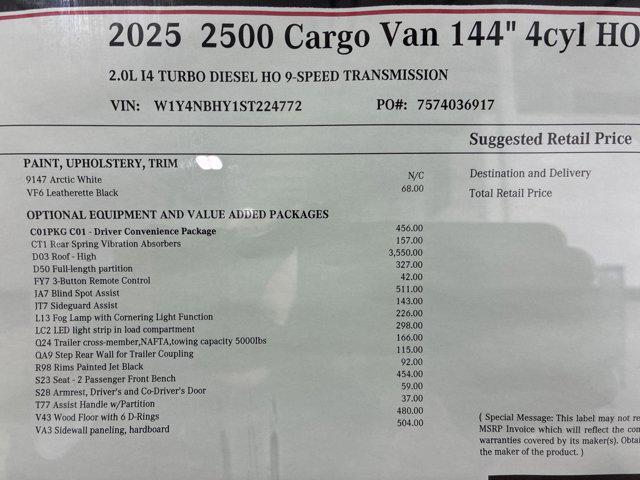 2025 2500 Cargo Van 144" 4cyl HO
2.0L I4 TURBO DIESEL HO 9-SPEED TRANSMISSION
VIN: W1Y4NBHY1ST224772 PO#: 7574036917
Suggested Retail Price
PAINT, UPHOLSTERY, TRIM
9147 Arctic White N/C
VF6 Leatherette Black 68.00
Destination and Delivery
Total Retail Price
OPTIONAL EQUIPMENT AND VALUE ADDED PACKAGES
C01PKG C01 - Driver Convenience Package 456.00
CT1 Rear Spring Vibration Absorbers 157.00
D03 Roof - High 3,550.00
D50 Full-length partition 327.00
FY7 3-Button Remote Control 42.00
JA7 Blind Spot Assist 511.00
JT7 Sideguard Assist 143.00
L13 Fog Lamp with Cornering Light Function 226.00
LC2 LED light strip in load compartment 298.00
Q24 Trailer cross-member,NAFTA,towing capacity 5000lbs 166.00
QA9 Step Rear Wall for Trailer Coupling 115.00
R98 Rims Painted Jet Black 92.00
S23 Seat - 2 Passenger Front Bench 454.00
S28 Armrest, Driver's and Co-Driver's Door 59.00
T77 Assist Handle w/Partition 37.00
V43 Wood Floor with 6 D-Rings 480.00
VA3 Sidewall paneling, hardboard 504.00
( Special Message: This label may not re
MSRP Invoice which will reflect the con
warranties covered by its maker(s). Obtai
the maker of the product. )